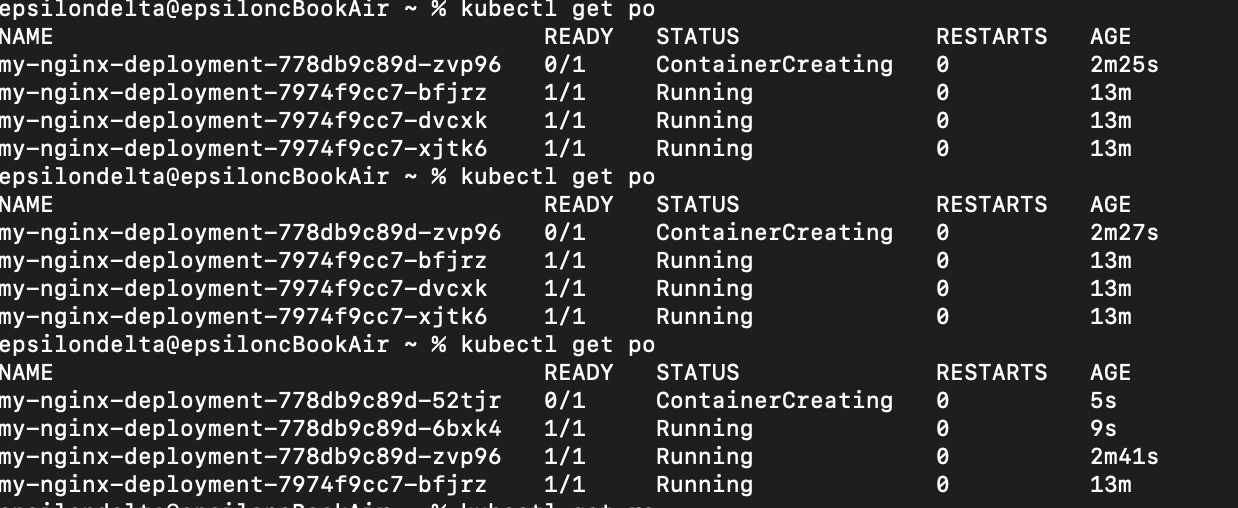 epsilondelta@epsiloncBookAir ~ % kubectl get po
NAME READY STATUS RESTARTS AGE
my-nginx-deployment-778db9c89d-zvp96 0/1 ContainerCreating 0 2m25s
my-nginx-deployment-7974f9cc7-bfjrz 1/1 Running 0 13m
my-nginx-deployment-7974f9cc7-dvcxk 1/1 Running 0 13m
my-nginx-deployment-7974f9cc7-xjtk6 1/1 Running 0 13m
epsilondelta@epsiloncBookAir ~ % kubectl get po
NAME READY STATUS RESTARTS AGE
my-nginx-deployment-778db9c89d-zvp96 0/1 ContainerCreating 0 2m27s
my-nginx-deployment-7974f9cc7-bfjrz 1/1 Running 0 13m
my-nginx-deployment-7974f9cc7-dvcxk 1/1 Running 0 13m
my-nginx-deployment-7974f9cc7-xjtk6 1/1 Running 0 13m
epsilondelta@epsiloncBookAir ~ % kubectl get po
NAME READY STATUS RESTARTS AGE
my-nginx-deployment-778db9c89d-52tjr 0/1 ContainerCreating 0 5s
my-nginx-deployment-778db9c89d-6bxk4 1/1 Running 0 9s
my-nginx-deployment-778db9c89d-zvp96 1/1 Running 0 2m41s
my-nginx-deployment-7974f9cc7-bfjrz 1/1 Running 0 13m